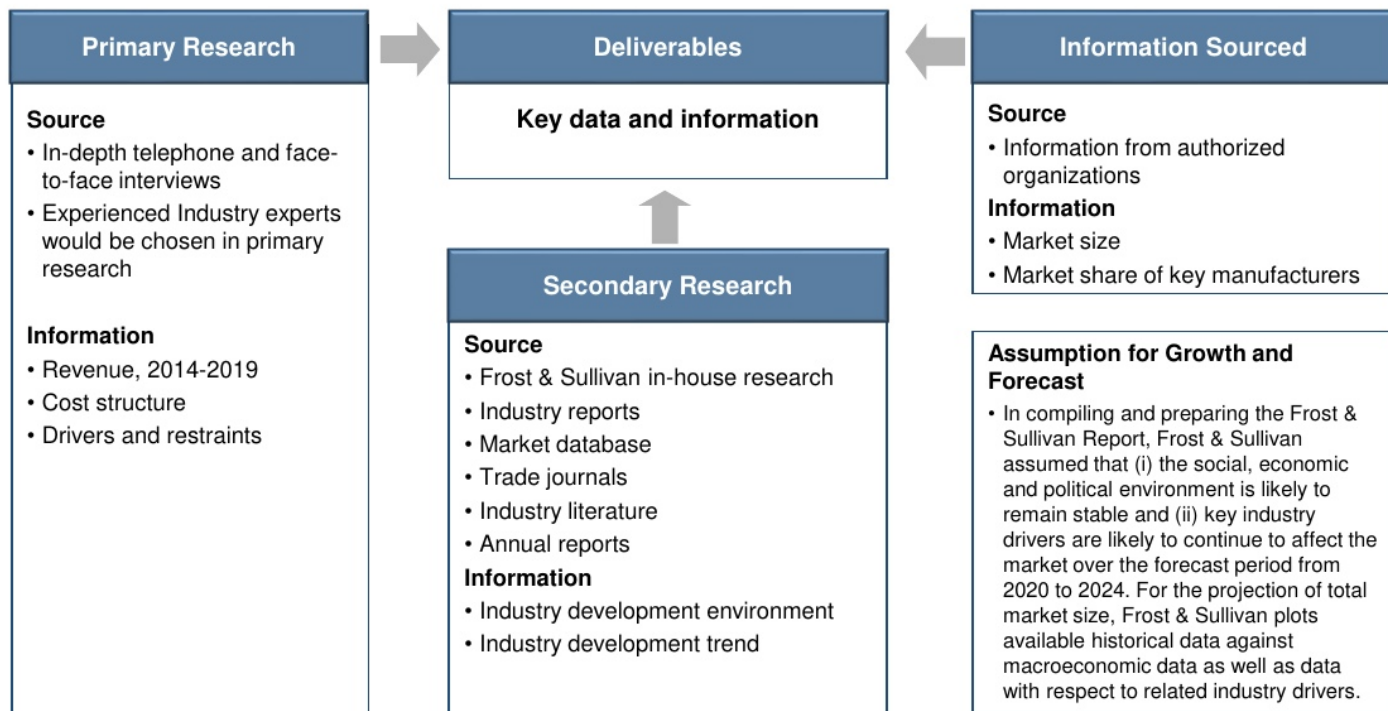 Primary Research
Source
• In-depth telephone and face-
to-face interviews
• Experienced Industry experts
would be chosen in primary
research
Information
• Revenue, 2014-2019
• Cost structure
• Drivers and restraints
Deliverables
Key data and information
Secondary Research
Source
• Frost & Sullivan in-house research
• Industry reports
• Market database
• Trade journals
• Industry literature
• Annual reports
Information
• Industry development environment
• Industry development trend
Information Sourced
Source
• Information from authorized
organizations
Information
• Market size
• Market share of key manufacturers
Assumption for Growth and
Forecast
• In compiling and preparing the Frost &
Sullivan Report, Frost & Sullivan
assumed that (i) the social, economic
and political environment is likely to
remain stable and (ii) key industry
drivers are likely to continue to affect the
market over the forecast period from
2020 to 2024. For the projection of total
market size, Frost & Sullivan plots
available historical data against
macroeconomic data as well as data
with respect to related industry drivers.